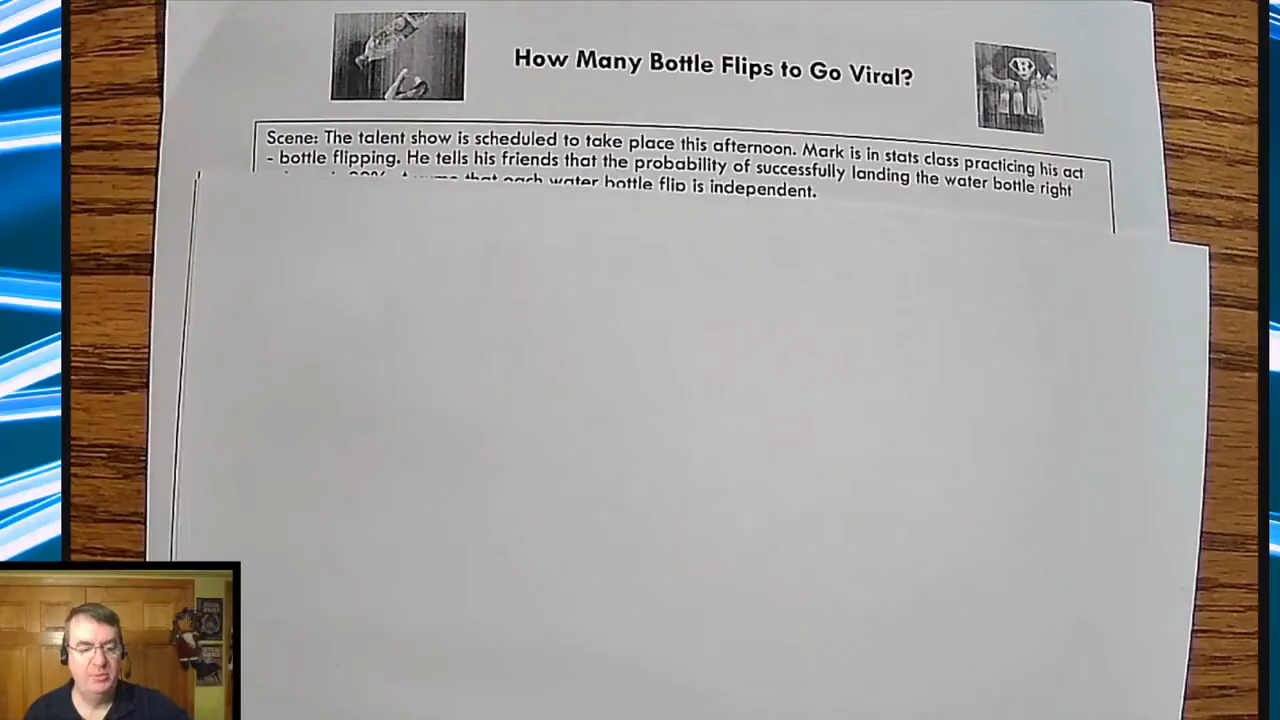 How Many Bottle Flips to Go Viral?
Scene: The talent show is scheduled to take place this afternoon. Mark is in stats class practicing his act
- bottle flipping. He tells his friends that the probability of successfully landing the water bottle right
that each water bottle flip is independent.